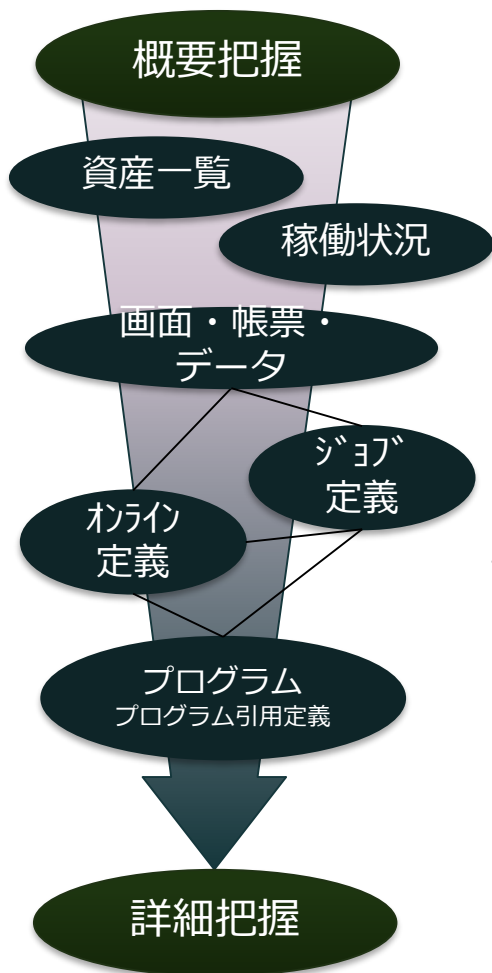 概要把握
資産一覧
稼働状況
画面・帳票・
データ
ｼﾞｮﾌﾞ
定義
ｵﾝﾗｲﾝ
定義
プログラム
プログラム引用定義
詳細把握